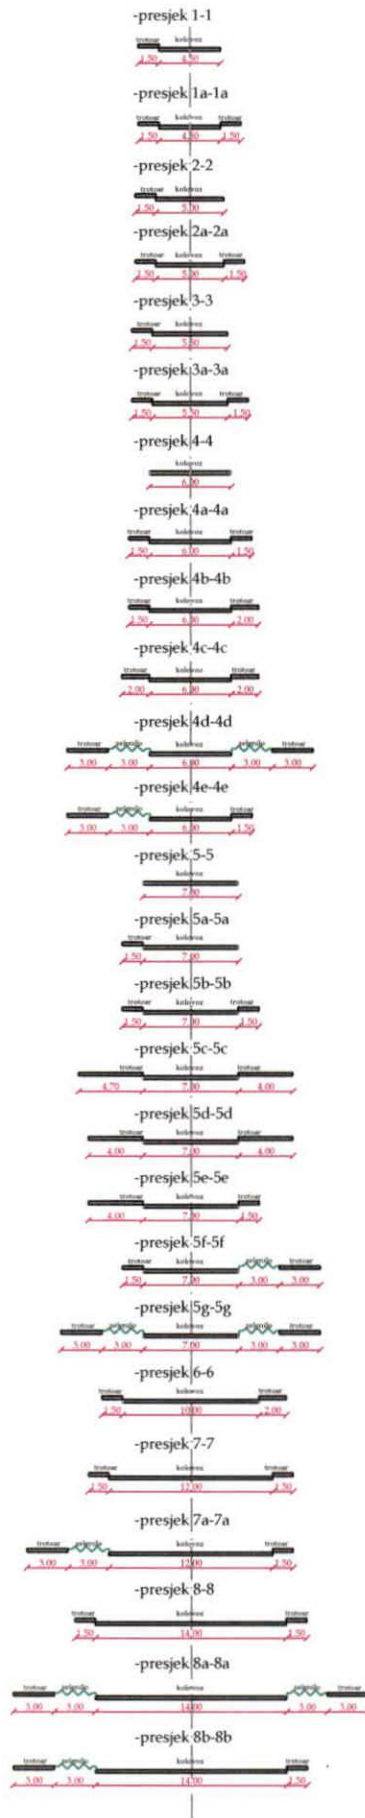 -presjek 1-1
trotoar kolovoz
1.50 4.50
-presjek 1a-1a
trotoar kolovoz trotoar
1.50 4.50 1.50
-presjek 2-2
trotoar kolovoz
1.50 5.00
-presjek 2a-2a
trotoar kolovoz trotoar
1.50 5.00 1.50
-presjek 3-3
trotoar kolovoz
1.50 5.50
-presjek 3a-3a
trotoar kolovoz trotoar
1.50 5.50 1.50
-presjek 4-4
kolovoz
6.00
-presjek 4a-4a
trotoar kolovoz trotoar
1.50 6.00 1.50
-presjek 4b-4b
trotoar kolovoz trotoar
1.50 6.00 2.00
-presjek 4c-4c
trotoar kolovoz trotoar
2.00 6.00 2.00
-presjek 4d-4d
trotoar zelenilo kolovoz zelenilo trotoar
3.00 3.00 6.00 3.00 3.00
-presjek 4e-4e
trotoar zelenilo kolovoz trotoar
3.00 3.00 6.00 1.50
-presjek 5-5
kolovoz
7.00
-presjek 5a-5a
trotoar kolovoz
1.50 7.00
-presjek 5b-5b
trotoar kolovoz trotoar
1.50 7.00 1.50
-presjek 5c-5c
trotoar kolovoz trotoar
4.70 7.00 4.00
-presjek 5d-5d
trotoar kolovoz trotoar
4.00 7.00 4.00
-presjek 5e-5e
trotoar kolovoz trotoar
4.00 7.00 1.50
-presjek 5f-5f
trotoar kolovoz zelenilo trotoar
1.50 7.00 3.00 3.00
-presjek 5g-5g
trotoar zelenilo kolovoz zelenilo trotoar
3.00 3.00 7.00 3.00 3.00
-presjek 6-6
trotoar kolovoz trotoar
1.50 10.00 2.00
-presjek 7-7
trotoar kolovoz trotoar
1.50 12.00 1.50
-presjek 7a-7a
trotoar zelenilo kolovoz trotoar
3.00 3.00 12.00 1.50
-presjek 8-8
trotoar kolovoz trotoar
1.50 14.00 1.50
-presjek 8a-8a
trotoar zelenilo kolovoz zelenilo trotoar
3.00 3.00 14.00 3.00 3.00
-presjek 8b-8b
trotoar zelenilo kolovoz trotoar
3.00 3.00 14.00 1.50